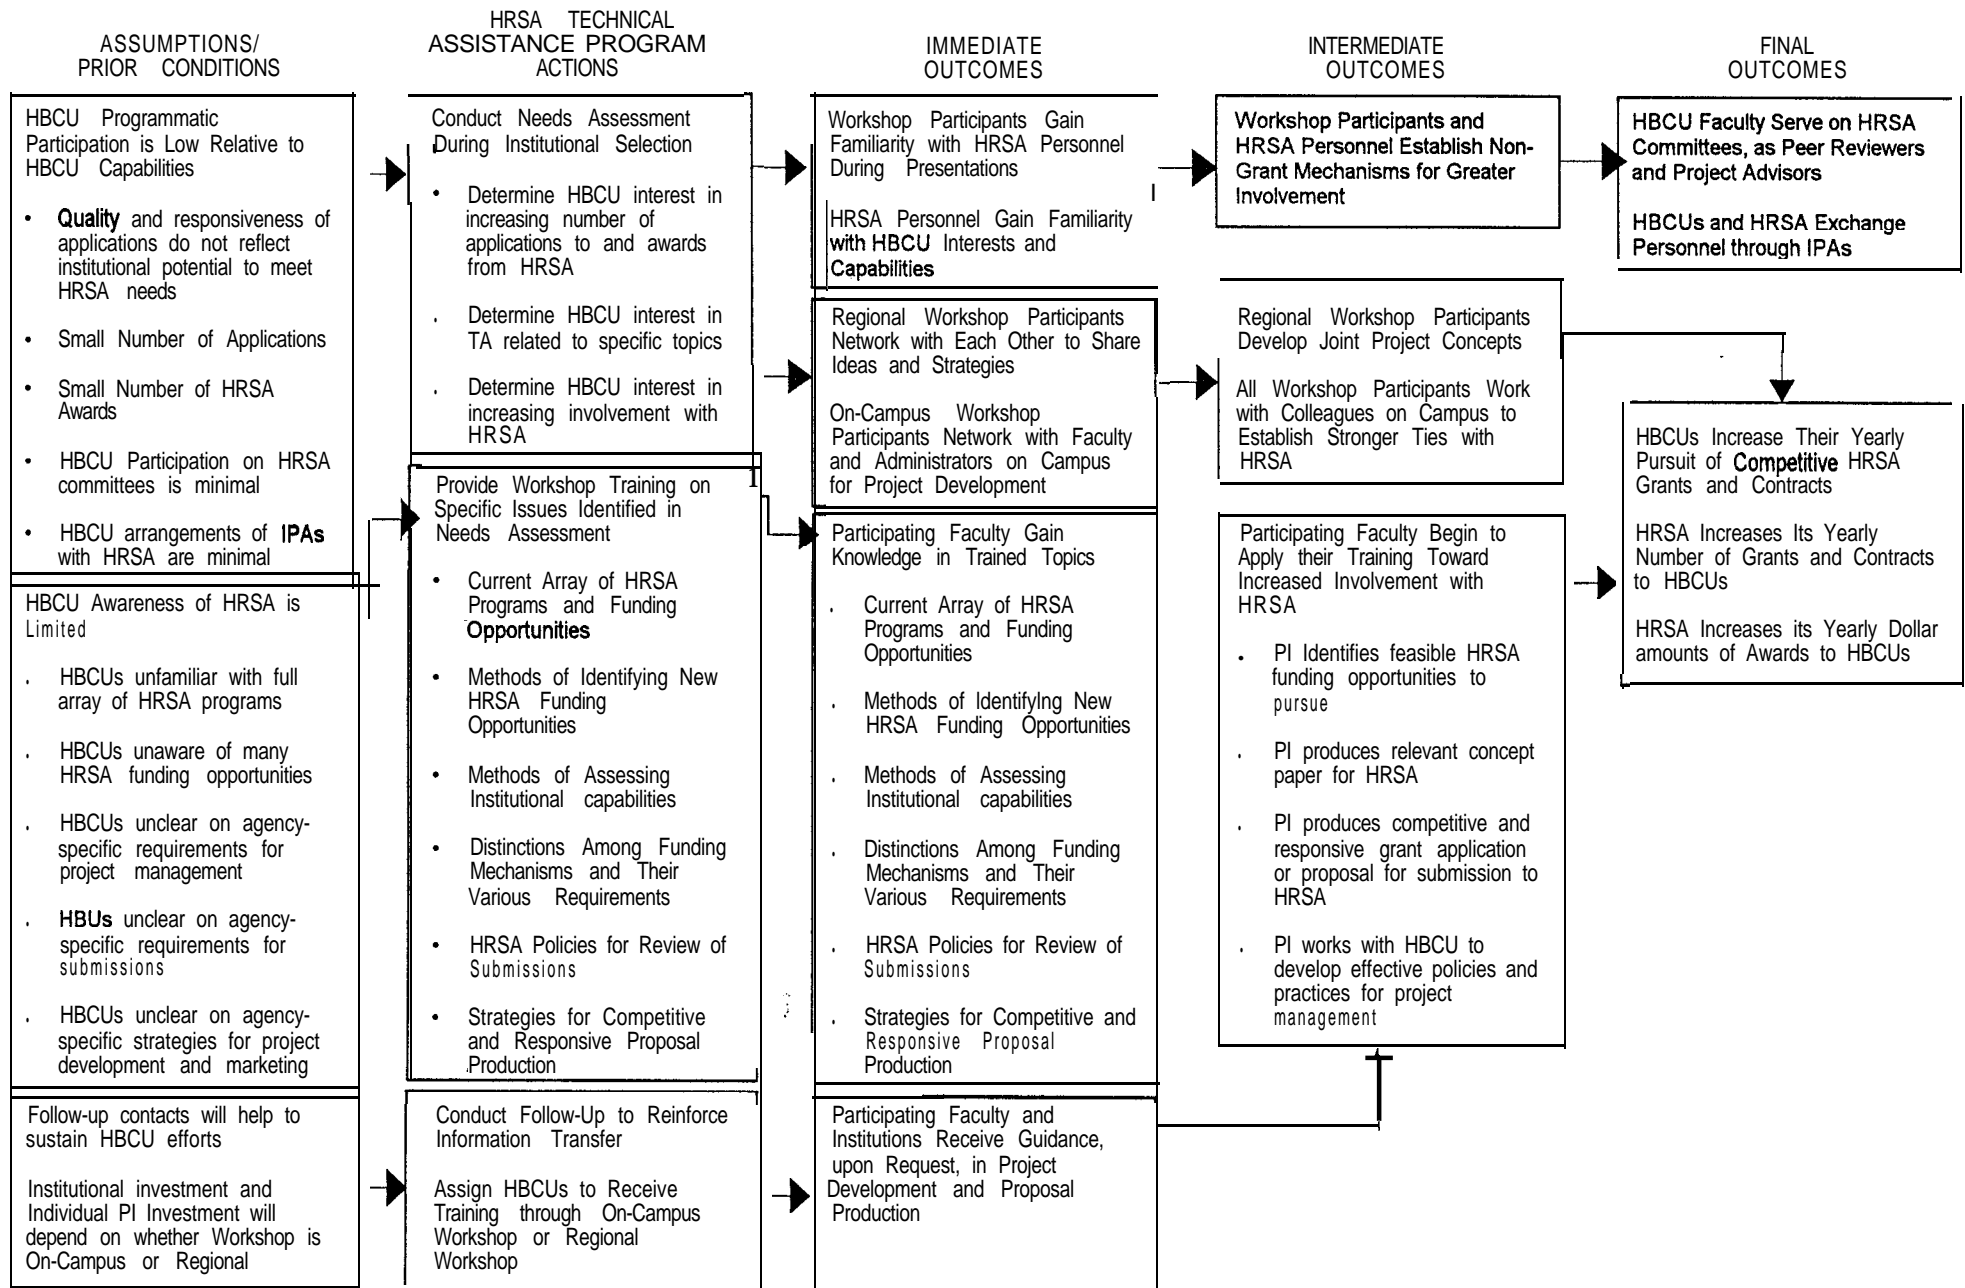 ASSUMPTIONS/
PRIOR CONDITIONS
HBCU Programmatic
Participation is Low Relative to
HBCU Capabilities
• Quality and responsiveness of
applications do not reflect
institutional potential to meet
HRSA needs
• Small Number of Applications
• Small Number of HRSA
Awards
• HBCU Participation on HRSA
committees is minimal
• HBCU arrangements of IPAs
with HRSA are minimal
HBCU Awareness of HRSA is
Limited
. HBCUs unfamiliar with full
array of HRSA programs
. HBCUs unaware of many
HRSA funding opportunities
. HBCUs unclear on agency-
specific requirements for
project management
. HBUs unclear on agency-
specific requirements for
submissions
. HBCUs unclear on agency-
specific strategies for project
development and marketing
Follow-up contacts will help to
sustain HBCU efforts
Institutional investment and
Individual PI Investment will
depend on whether Workshop is
On-Campus or Regional
HRSA TECHNICAL
ASSISTANCE PROGRAM
ACTIONS
Conduct Needs Assessment
During Institutional Selection
• Determine HBCU interest in
increasing number of
applications to and awards
from HRSA
. Determine HBCU interest in
TA related to specific topics
. Determine HBCU interest in
increasing involvement with
HRSA
Provide Workshop Training on
Specific Issues Identified in
Needs Assessment
• Current Array of HRSA
Programs and Funding
Opportunities
• Methods of Identifying New
HRSA Funding
Opportunities
• Methods of Assessing
Institutional capabilities
• Distinctions Among Funding
Mechanisms and Their
Various Requirements
• HRSA Policies for Review of
Submissions
• Strategies for Competitive
and Responsive Proposal
Production
Conduct Follow-Up to Reinforce
Information Transfer
Assign HBCUs to Receive
Training through On-Campus
Workshop or Regional
Workshop
IMMEDIATE
OUTCOMES
Workshop Participants Gain
Familiarity with HRSA Personnel
During Presentations
HRSA Personnel Gain Familiarity
with HBCU Interests and
Capabilities
Regional Workshop Participants
Network with Each Other to Share
Ideas and Strategies
On-Campus Workshop
Participants Network with Faculty
and Administrators on Campus
for Project Development
Participating Faculty Gain
Knowledge in Trained Topics
. Current Array of HRSA
Programs and Funding
Opportunities
. Methods of Identifylng New
HRSA Funding Opportunities
. Methods of Assessing
Institutional capabilities
. Distinctions Among Funding
Mechanisms and Their
Various Requirements
. HRSA Policies for Review of
Submissions
. Strategies for Competitive and
Responsive Proposal
Production
Participating Faculty and
Institutions Receive Guidance,
upon Request, in Project
Development and Proposal
Production
INTERMEDIATE
OUTCOMES
Workshop Participants and
HRSA Personnel Establish Non-
Grant Mechanisms for Greater
Involvement
Regional Workshop Participants
Develop Joint Project Concepts
All Workshop Participants Work
with Colleagues on Campus to
Establish Stronger Ties with
HRSA
Participating Faculty Begin to
Apply their Training Toward
Increased Involvement with
HRSA
• PI Identifies feasible HRSA
funding opportunities to
pursue
. PI produces relevant concept
paper for HRSA
. PI produces competitive and
responsive grant application
or proposal for submission to
HRSA
. PI works with HBCU to
develop effective policies and
practices for project
management
FINAL
OUTCOMES
HBCU Faculty Serve on HRSA
Committees, as Peer Reviewers
and Project Advisors
HBCUs and HRSA Exchange
Personnel through IPAs
HBCUs Increase Their Yearly
Pursuit of Competitive HRSA
Grants and Contracts
HRSA Increases Its Yearly
Number of Grants and Contracts
to HBCUs
HRSA Increases its Yearly Dollar
amounts of Awards to HBCUs